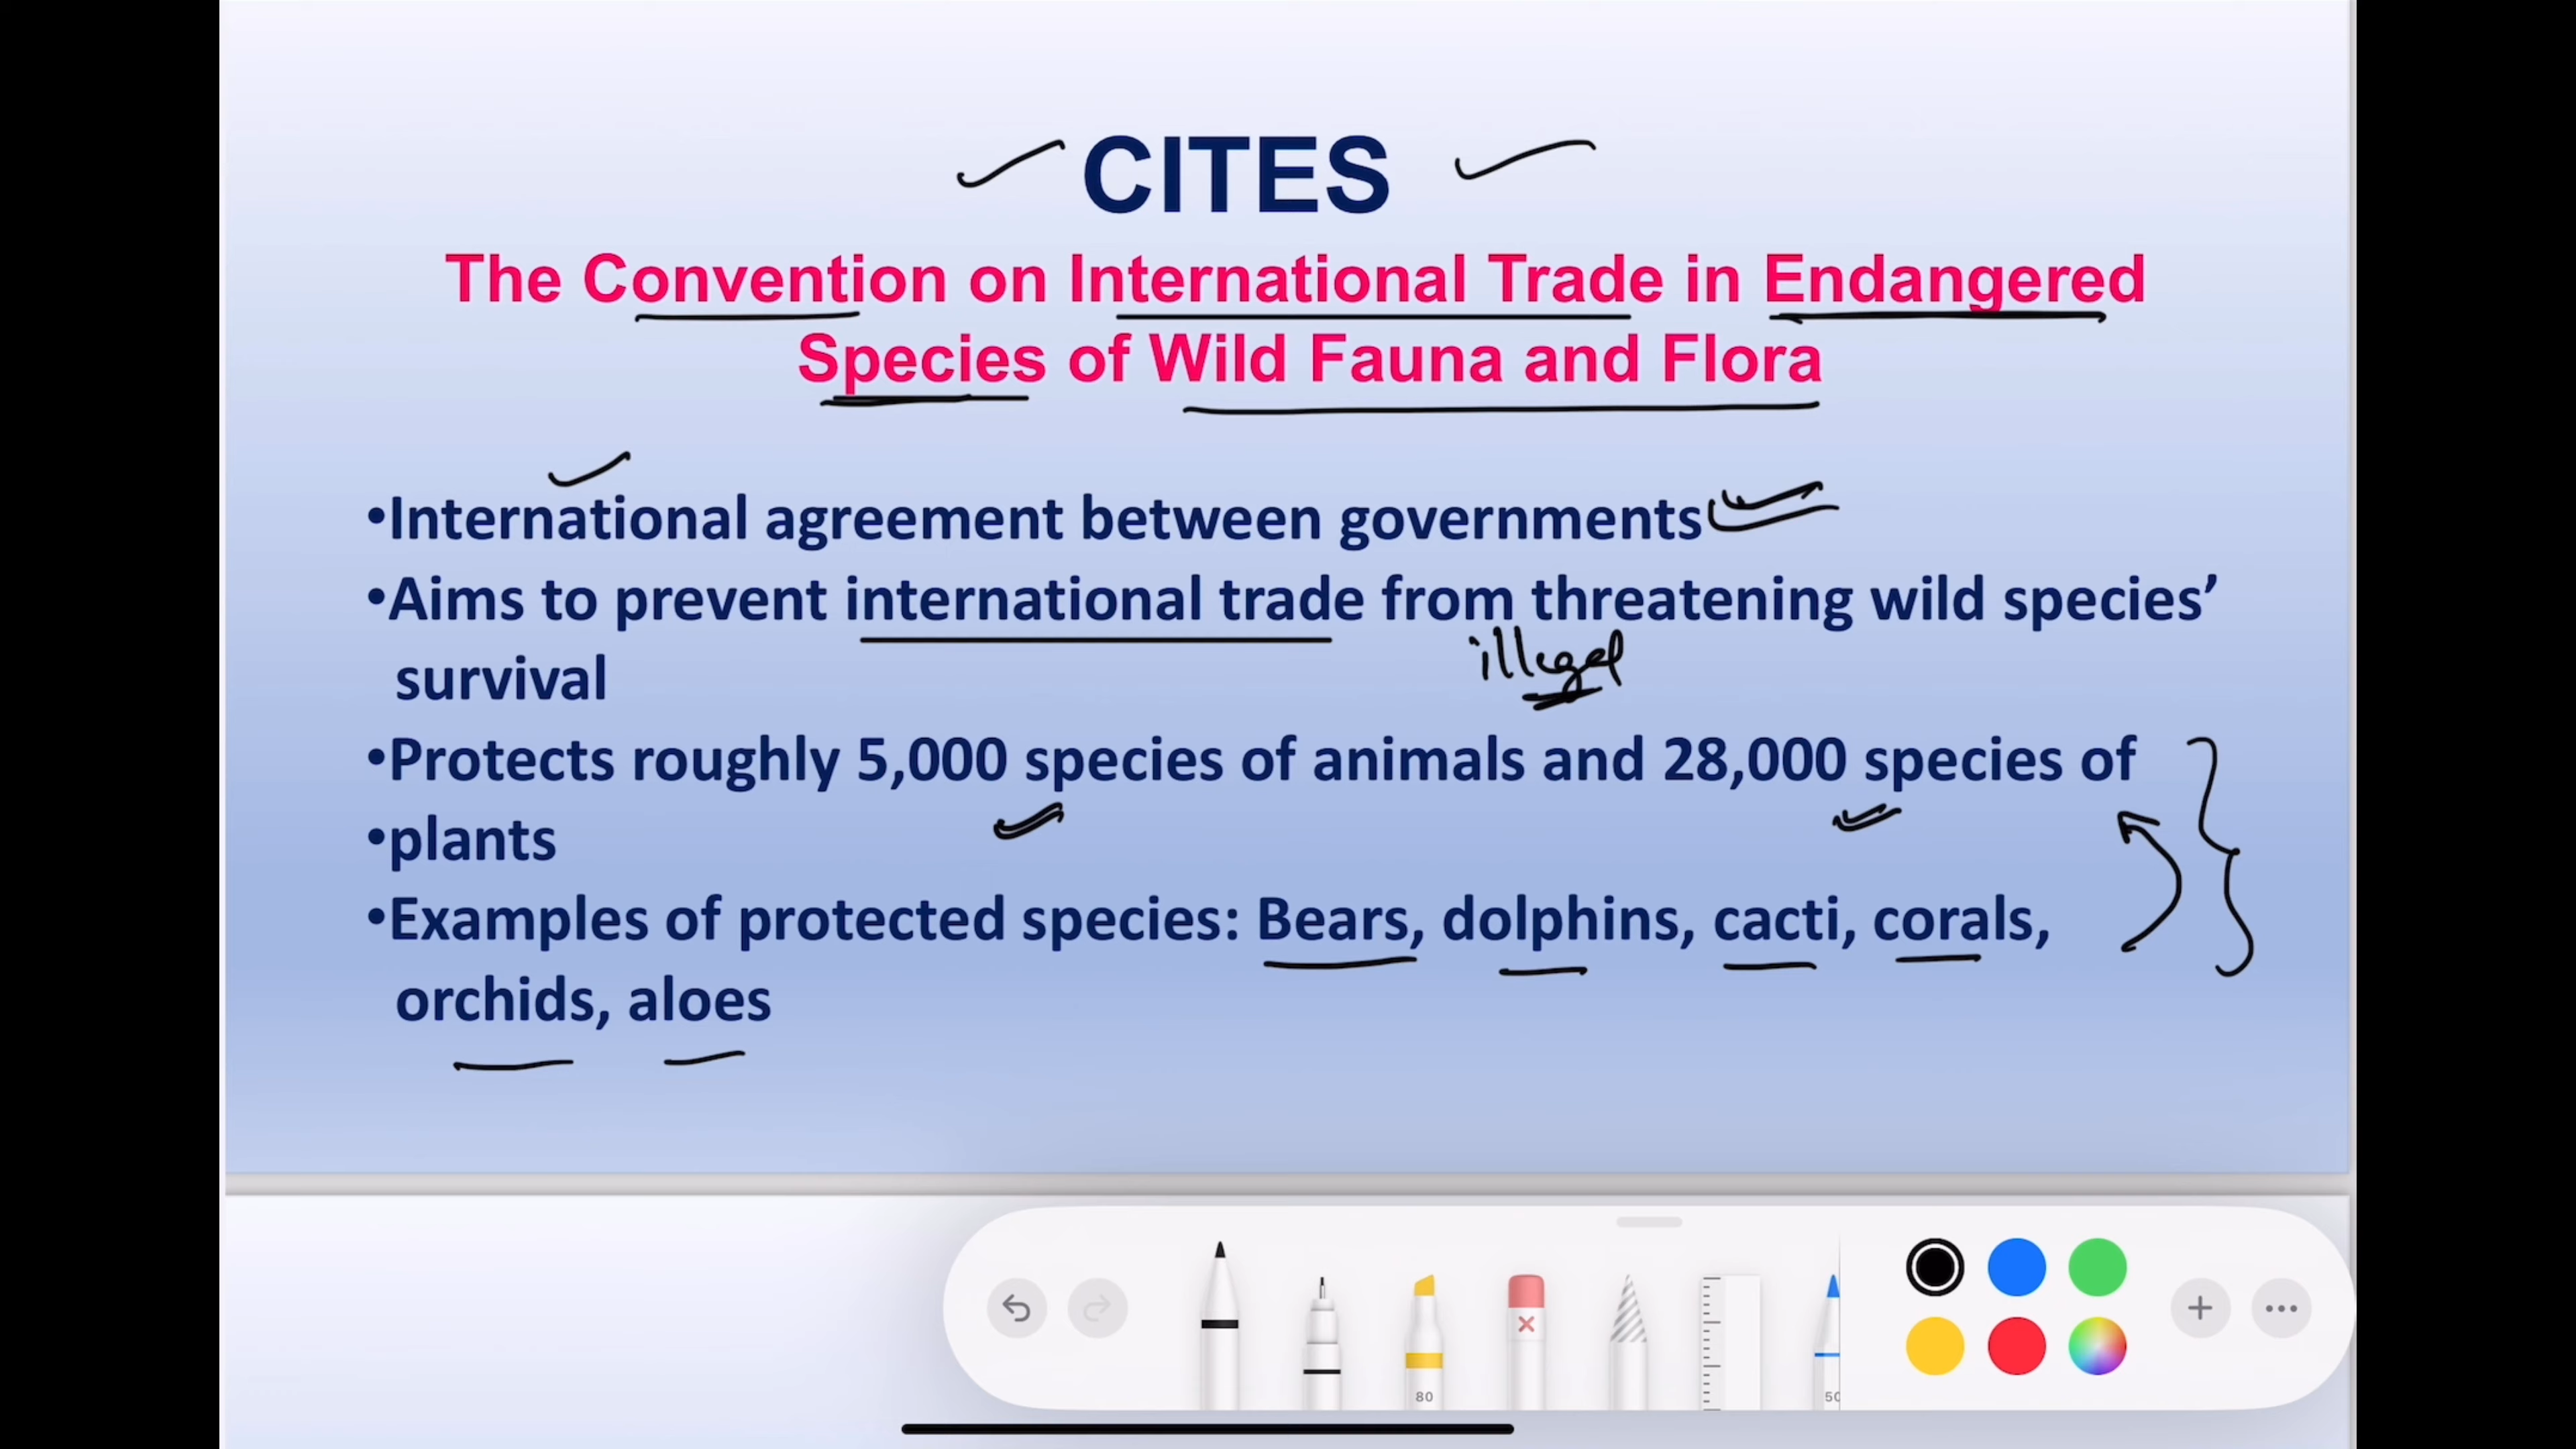 CITES
The Convention on International Trade in Endangered
Species of Wild Fauna and Flora
•International agreement between governments
•Aims to prevent international trade from threatening wild species’
survival
illegal
•Protects roughly 5,000 species of animals and 28,000 species of
•plants
•Examples of protected species: Bears, dolphins, cacti, corals,
orchids, aloes
80
50